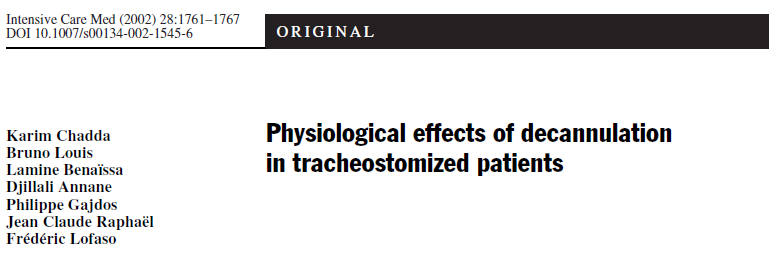 Intensive Care Med (2002) 28:1761–1767
DOI 10.1007/s00134-002-1545-6
ORIGINAL
Karim Chadda
Bruno Louis
Lamine Benaïssa
Djillali Annane
Philippe Gajdos
Jean Claude Raphaël
Frédéric Lofaso
Physiological effects of decannulation
in tracheostomized patients